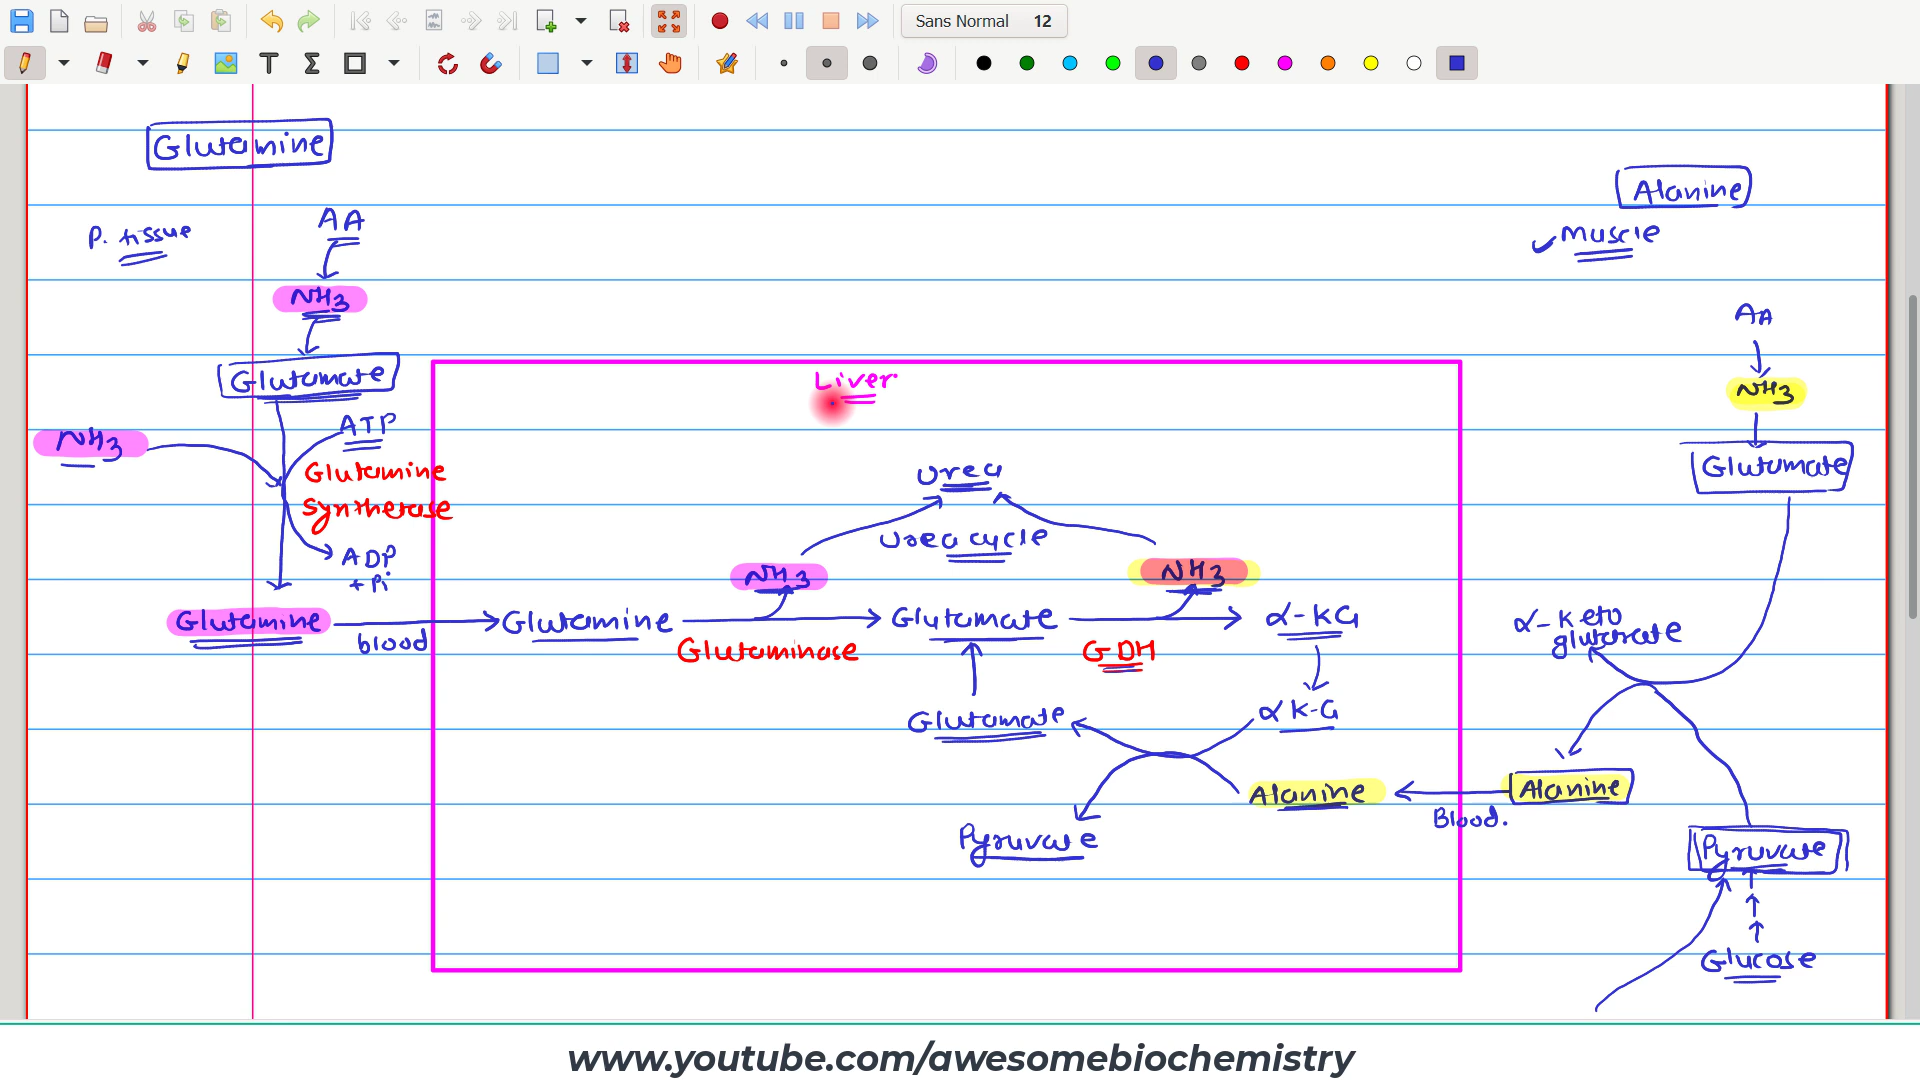 Sans Normal 12
Glutamine
Alanine
P. tissue
AA
✓ Muscle
NH3
AA
Glutamate
Liver
NH3
NH3
ATP
Glutamine
Synthetase
Glutamate
Urea
Urea cycle
ADP
+ Pi
NH3
NH3
Glutamine
blood
Glutamine
Glutaminase
Glutamate
GDH
α-KG
α-Keto
glutarate
Glutamate
αK-G
Alanine
Alanine
Blood.
Pyruvate
Pyruvate
Glucose
www.youtube.com/awesomebiochemistry